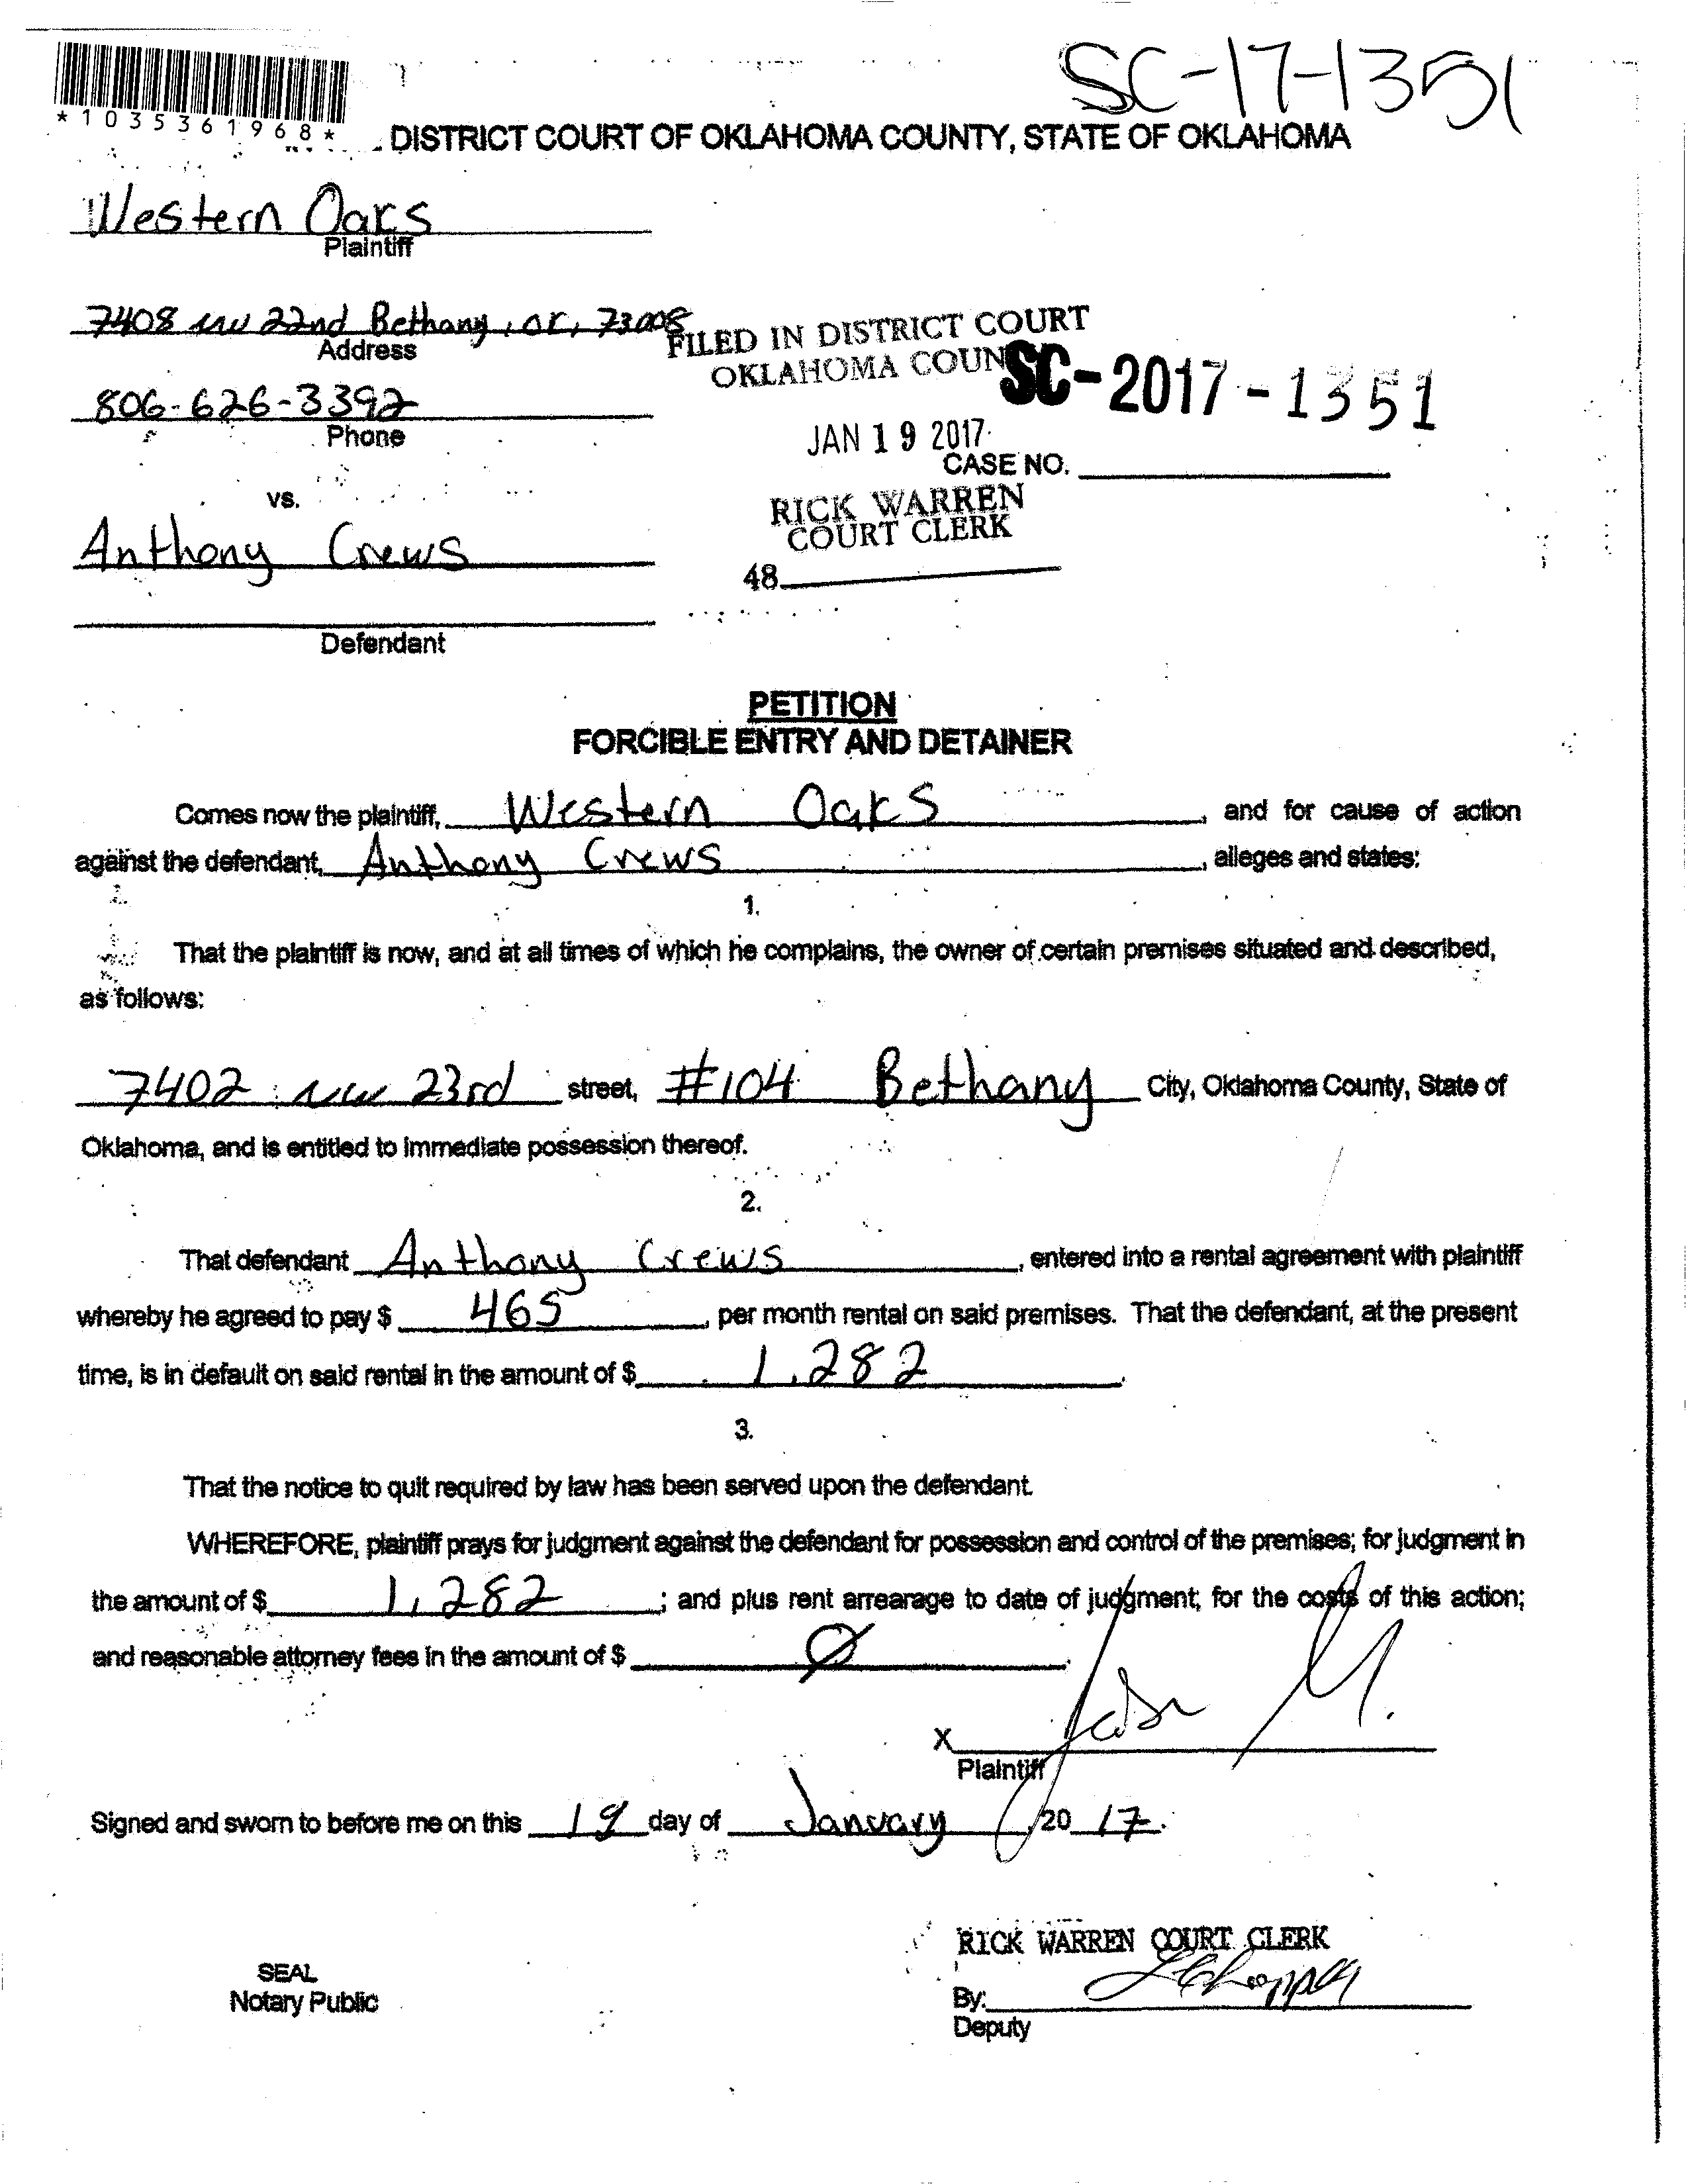 SC-17-1351
*1035361968*
DISTRICT COURT OF OKLAHOMA COUNTY, STATE OF OKLAHOMA
Western Oaks
Plaintiff
7408 NW 22nd Bethany, OK, 73008
Address
FILED IN DISTRICT COURT
OKLAHOMA COUN
SC-2017-1351
806-626-3392
Phone
JAN 19 2017
CASE NO.
vs.
RICK WARREN
COURT CLERK
Anthony Crews
48
Defendant
PETITION
FORCIBLE ENTRY AND DETAINER
Comes now the plaintiff, Western Oaks, and for cause of action
against the defendant, Anthony Crews, alleges and states:
1.
That the plaintiff is now, and at all times of which he complains, the owner of certain premises situated and described,
as follows:
7402 NW 23rd street, #104 Bethany City, Oklahoma County, State of
Oklahoma, and is entitled to immediate possession thereof.
2.
That defendant Anthony Crews, entered into a rental agreement with plaintiff
whereby he agreed to pay $ 465, per month rental on said premises. That the defendant, at the present
time, is in default on said rental in the amount of $ 1,282.
3.
That the notice to quit required by law has been served upon the defendant.
WHEREFORE, plaintiff prays for judgment against the defendant for possession and control of the premises; for judgment in
the amount of $ 1,282; and plus rent arrearage to date of judgment; for the costs of this action;
and reasonable attorney fees in the amount of $ Ø.
X
Plaintiff
Signed and sworn to before me on this 19 day of January, 20 17.
RICK WARREN COURT CLERK
SEAL
Notary Public
By:
Deputy